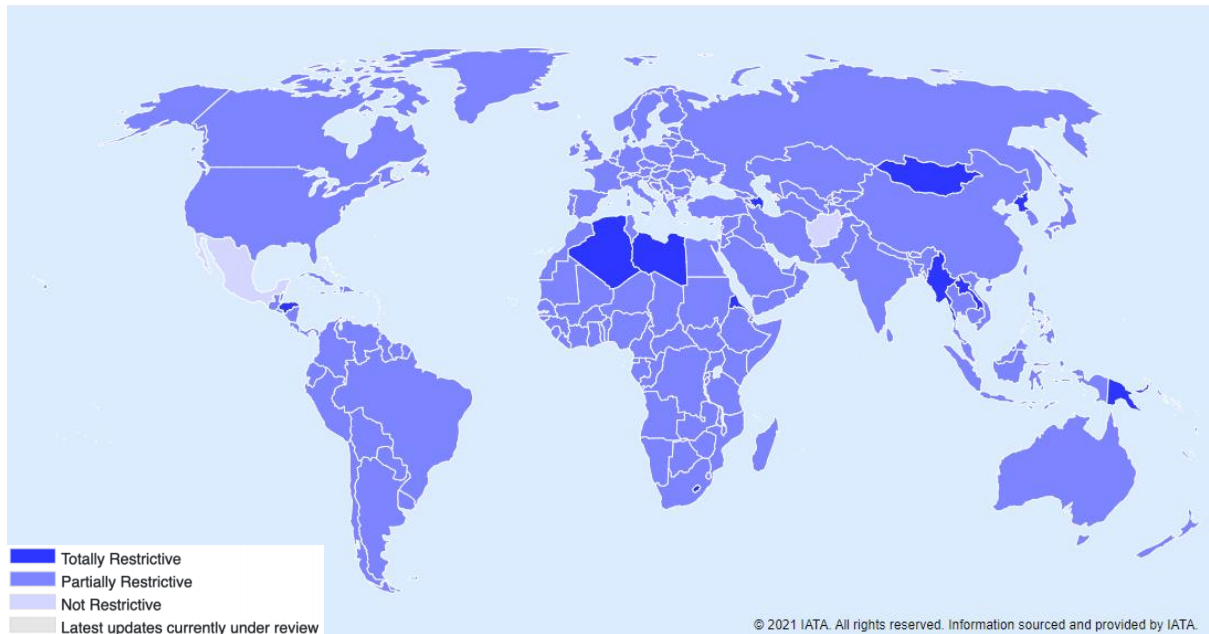 Totally Restrictive
Partially Restrictive
Not Restrictive
Latest updates currently under review
© 2021 IATA. All rights reserved. Information sourced and provided by IATA.